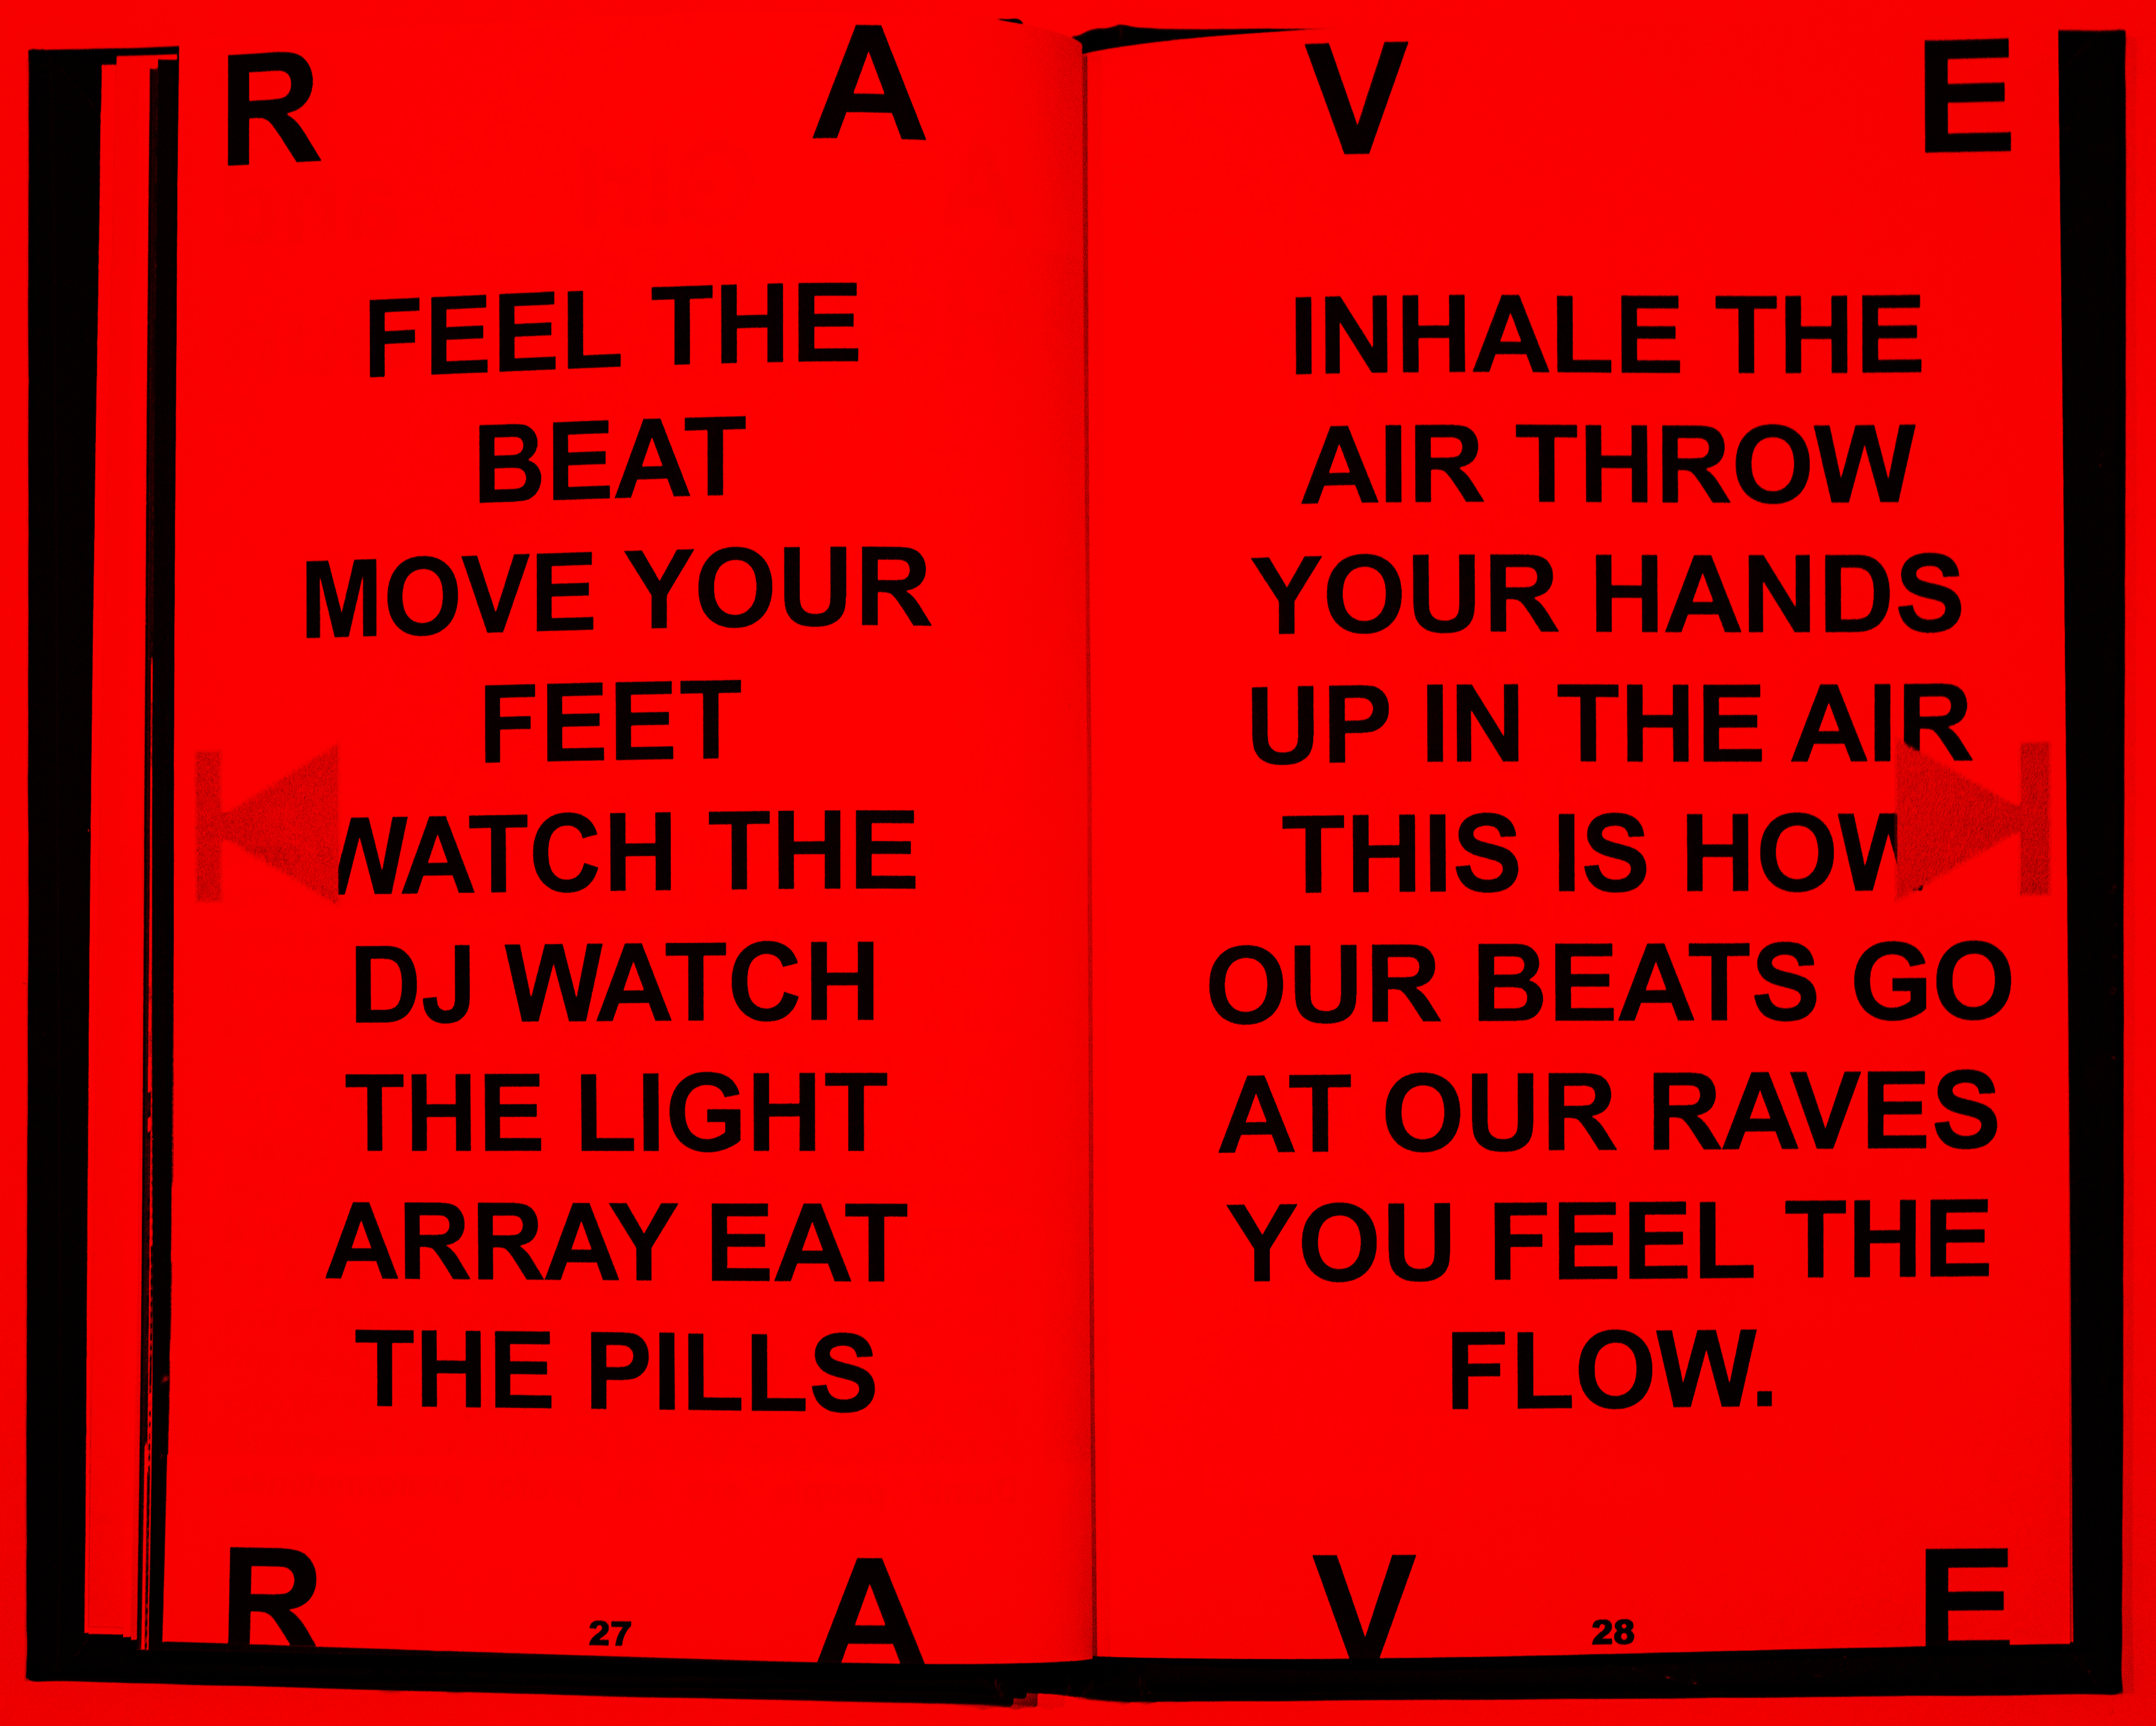 R A V E
FEEL THE
BEAT
MOVE YOUR
FEET
WATCH THE
DJ WATCH
THE LIGHT
ARRAY EAT
THE PILLS
INHALE THE
AIR THROW
YOUR HANDS
UP IN THE AIR
THIS IS HOW
OUR BEATS GO
AT OUR RAVES
YOU FEEL THE
FLOW.
R A V E
27
28